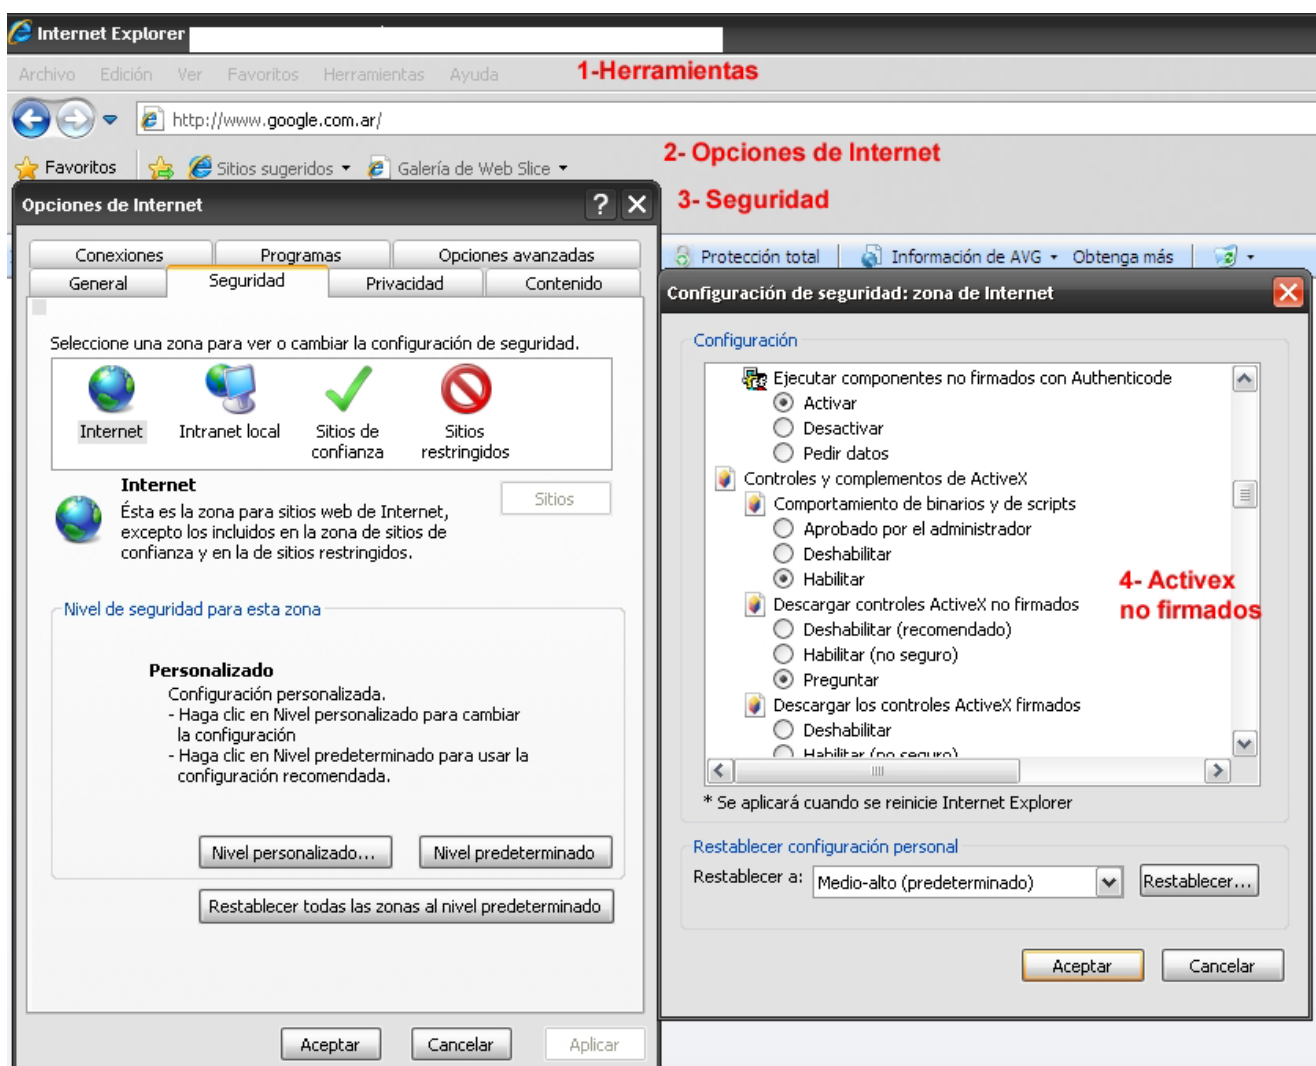 Internet Explorer
Archivo Edición Ver Favoritos Herramientas Ayuda
1-Herramientas
http://www.google.com.ar/
Favoritos Sitios sugeridos Galería de Web Slice
2- Opciones de Internet
3- Seguridad
Opciones de Internet
?
Conexiones Programas Opciones avanzadas
General Seguridad Privacidad Contenido
Seleccione una zona para ver o cambiar la configuración de seguridad.
Internet Intranet local Sitios de confianza Sitios restringidos
Internet
Sitios
Ésta es la zona para sitios web de Internet,
excepto los incluidos en la zona de sitios de
confianza y en la de sitios restringidos.
Nivel de seguridad para esta zona
Personalizado
Configuración personalizada.
- Haga clic en Nivel personalizado para cambiar
la configuración
- Haga clic en Nivel predeterminado para usar la
configuración recomendada.
Nivel personalizado... Nivel predeterminado
Restablecer todas las zonas al nivel predeterminado
Aceptar Cancelar Aplicar
Protección total Información de AVG Obtenga más
Configuración de seguridad: zona de Internet
Configuración
Ejecutar componentes no firmados con Authenticode
Activar
Desactivar
Pedir datos
Controles y complementos de ActiveX
Comportamiento de binarios y de scripts
Aprobado por el administrador
Deshabilitar
Habilitar
4- Activex
no firmados
Descargar controles ActiveX no firmados
Deshabilitar (recomendado)
Habilitar (no seguro)
Preguntar
Descargar los controles ActiveX firmados
Deshabilitar
Habilitar (no seguro)
* Se aplicará cuando se reinicie Internet Explorer
Restablecer configuración personal
Restablecer a: Medio-alto (predeterminado) Restablecer...
Aceptar Cancelar